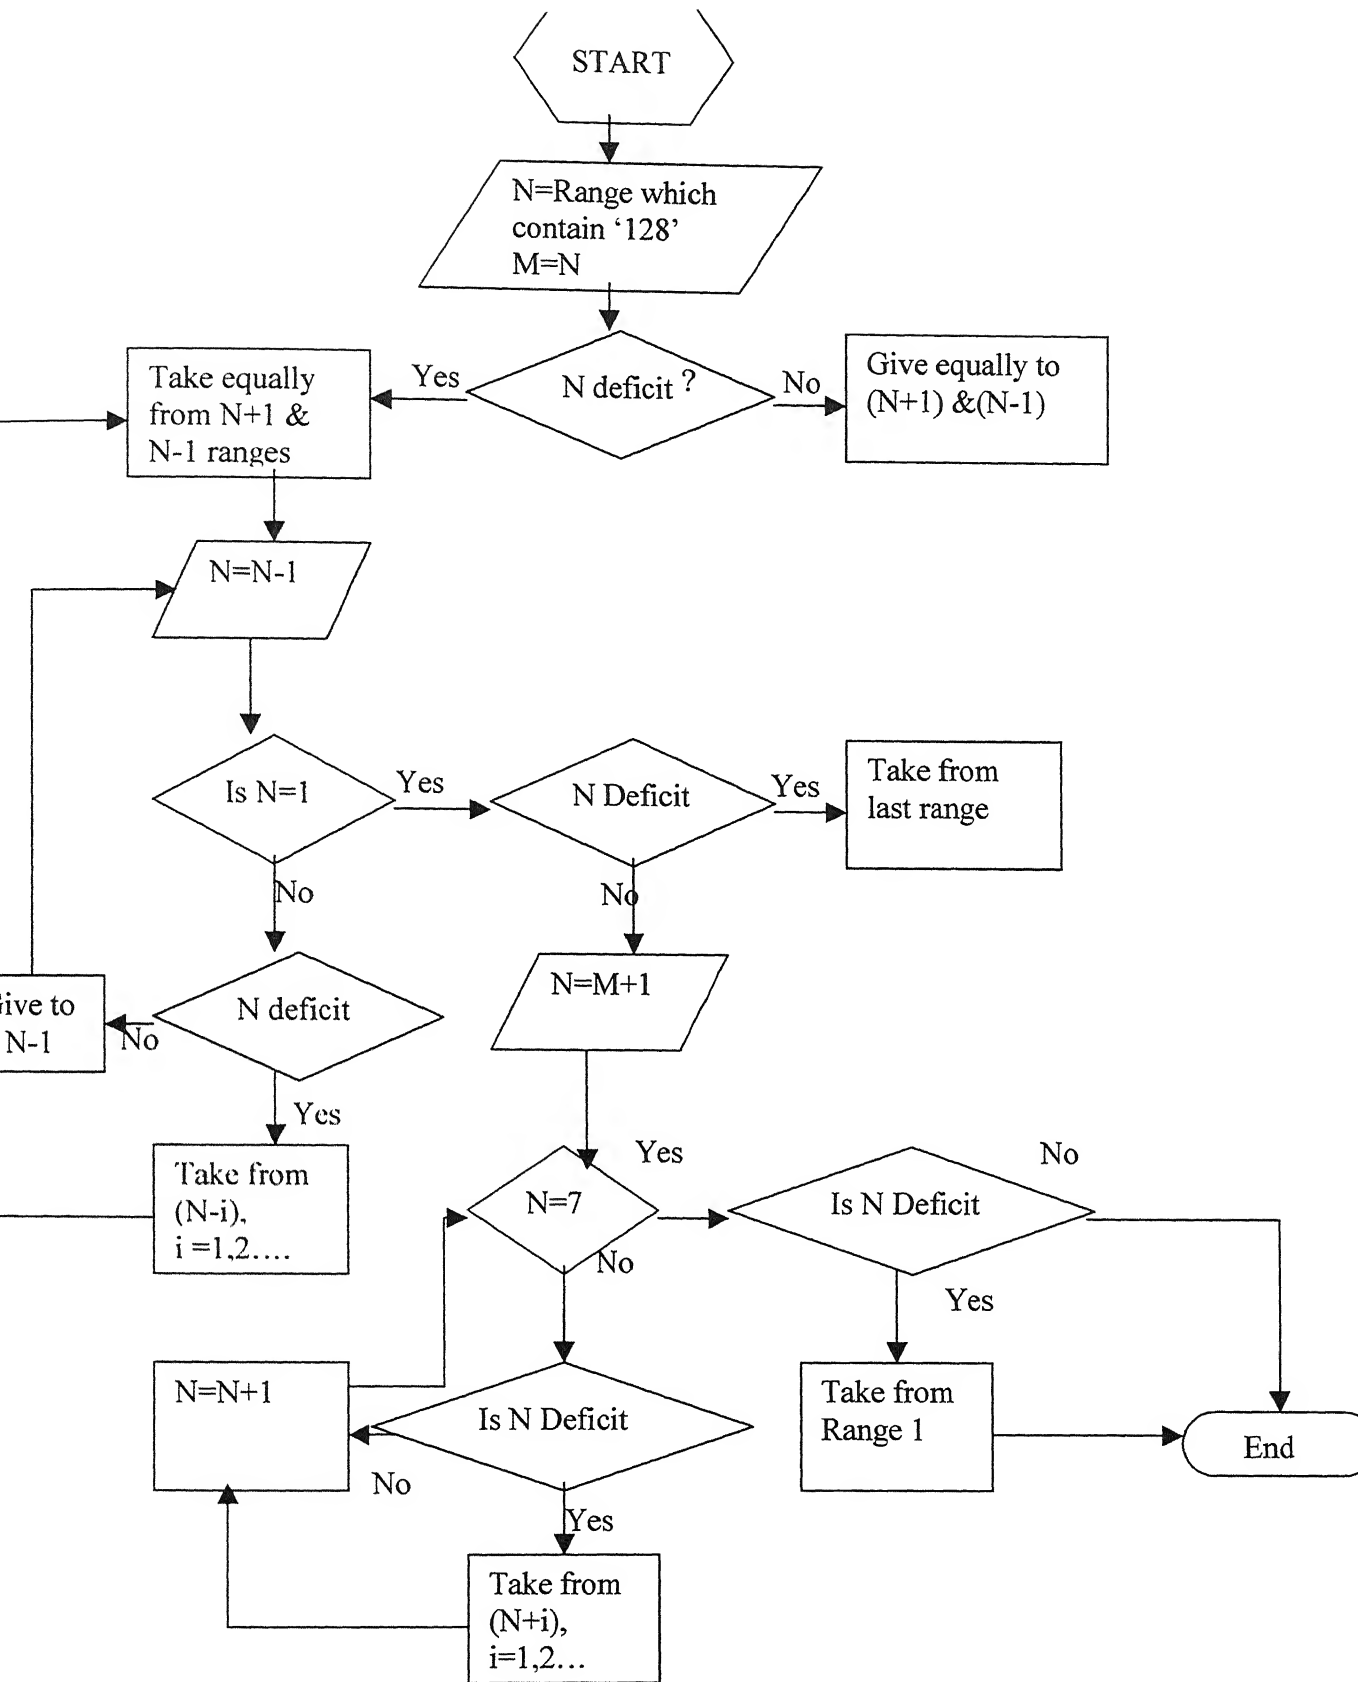 START
N=Range which
contain ‘128’
M=N
Take equally
from N+1 &
N-1 ranges
Yes
N deficit ?
No
Give equally to
(N+1) &(N-1)
N=N-1
Is N=1
Yes
N Deficit
Yes
Take from
last range
No
No
N=M+1
N deficit
No
ive to
N-1
Yes
Take from
(N-i),
i =1,2....
N=7
Yes
No
Is N Deficit
No
Yes
N=N+1
Is N Deficit
No
Yes
Take from
Range 1
End
Take from
(N+i),
i=1,2...